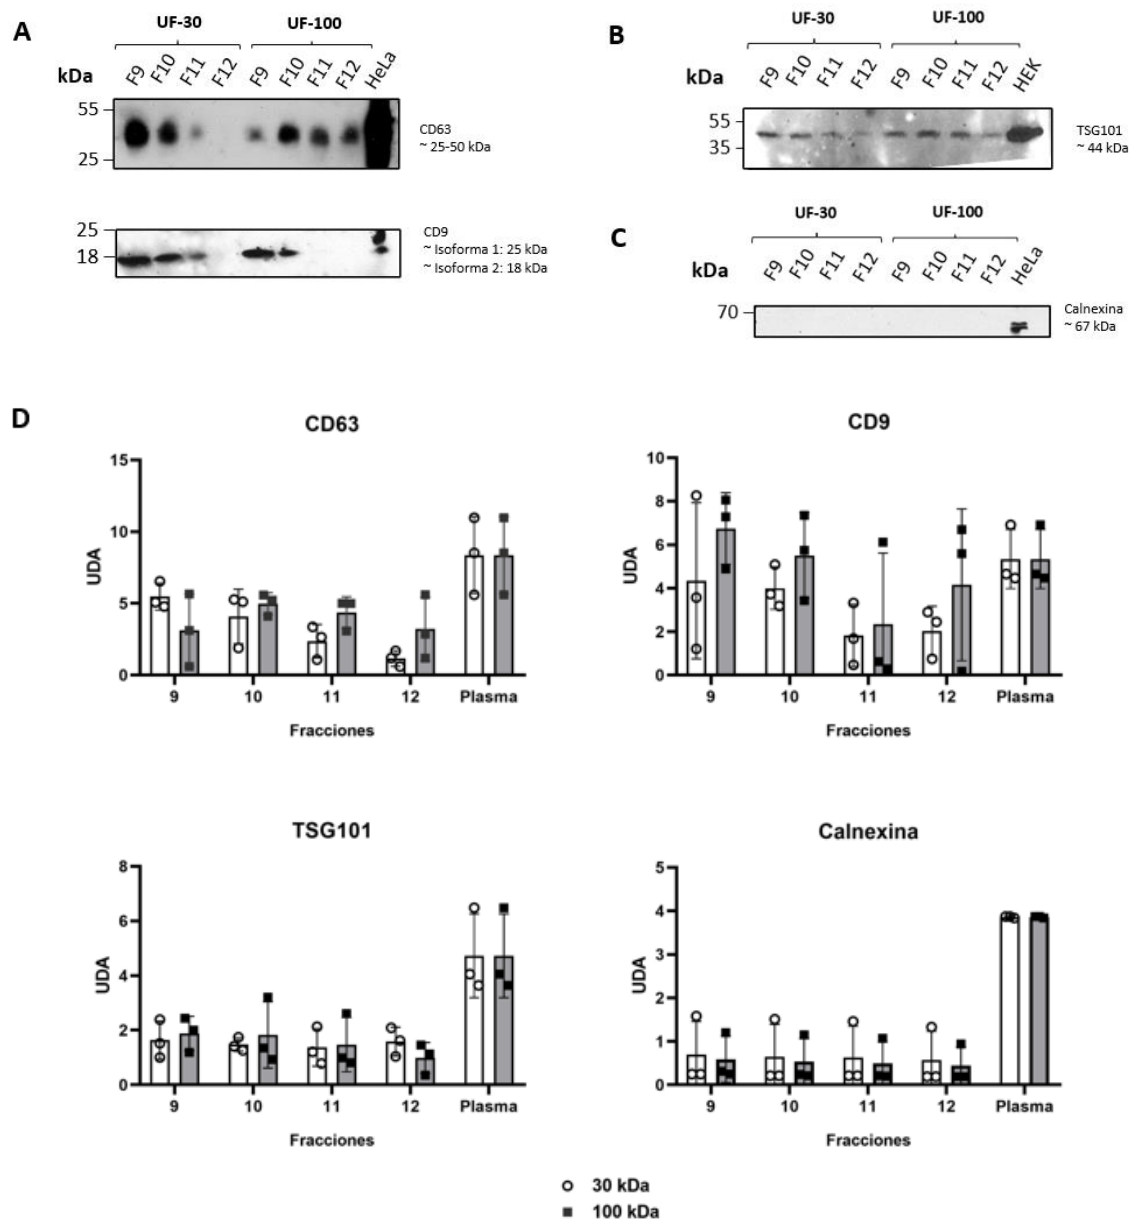 A
UF-30 UF-100
kDa F9 F10 F11 F12 F9 F10 F11 F12 HeLa
55
25
CD63
~ 25-50 kDa
25
18
CD9
~ Isoforma 1: 25 kDa
~ Isoforma 2: 18 kDa
B
UF-30 UF-100
kDa F9 F10 F11 F12 F9 F10 F11 F12 HEK
55
35
TSG101
~ 44 kDa
C
UF-30 UF-100
kDa F9 F10 F11 F12 F9 F10 F11 F12 HeLa
70
Calnexina
~ 67 kDa
D
CD63
15
10
5
0
UDA
9 10 11 12 Plasma
Fracciones
CD9
10
8
6
4
2
0
UDA
9 10 11 12 Plasma
Fracciones
TSG101
8
6
4
2
0
UDA
9 10 11 12 Plasma
Fracciones
Calnexina
5
4
3
2
1
0
UDA
9 10 11 12 Plasma
Fracciones
30 kDa
100 kDa